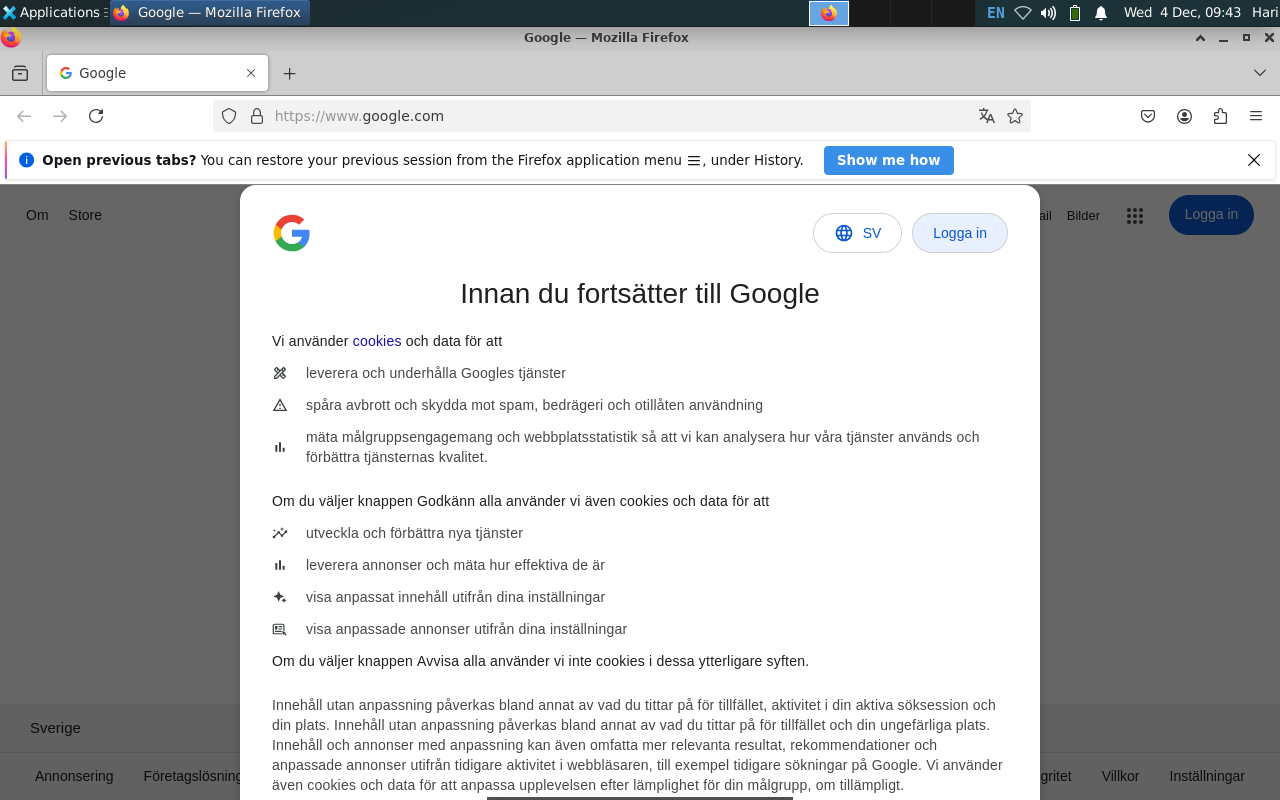 Applications
Google — Mozilla Firefox
EN
Wed 4 Dec, 09:43
Hari
Google — Mozilla Firefox
Google
https://www.google.com
Open previous tabs? You can restore your previous session from the Firefox application menu ☰, under History.
Show me how
Om
Store
Bilder
Logga in
SV
Logga in
Innan du fortsätter till Google
Vi använder cookies och data för att
leverera och underhålla Googles tjänster
spåra avbrott och skydda mot spam, bedrägeri och otillåten användning
mäta målgruppsengagemang och webbplatsstatistik så att vi kan analysera hur våra tjänster används och
förbättra tjänsternas kvalitet.
Om du väljer knappen Godkänn alla använder vi även cookies och data för att
utveckla och förbättra nya tjänster
leverera annonser och mäta hur effektiva de är
visa anpassat innehåll utifrån dina inställningar
visa anpassade annonser utifrån dina inställningar
Om du väljer knappen Avvisa alla använder vi inte cookies i dessa ytterligare syften.
Innehåll utan anpassning påverkas bland annat av vad du tittar på för tillfället, aktivitet i din aktiva söksession och
din plats. Innehåll utan anpassning påverkas bland annat av vad du tittar på för tillfället och din ungefärliga plats.
Innehåll och annonser med anpassning kan även omfatta mer relevanta resultat, rekommendationer och
anpassade annonser utifrån tidigare aktivitet i webbläsaren, till exempel tidigare sökningar på Google. Vi använder
även cookies och data för att anpassa upplevelsen efter lämplighet för din målgrupp, om tillämpligt.
Sverige
Annonsering
Företagslösning
Villkor
Inställningar